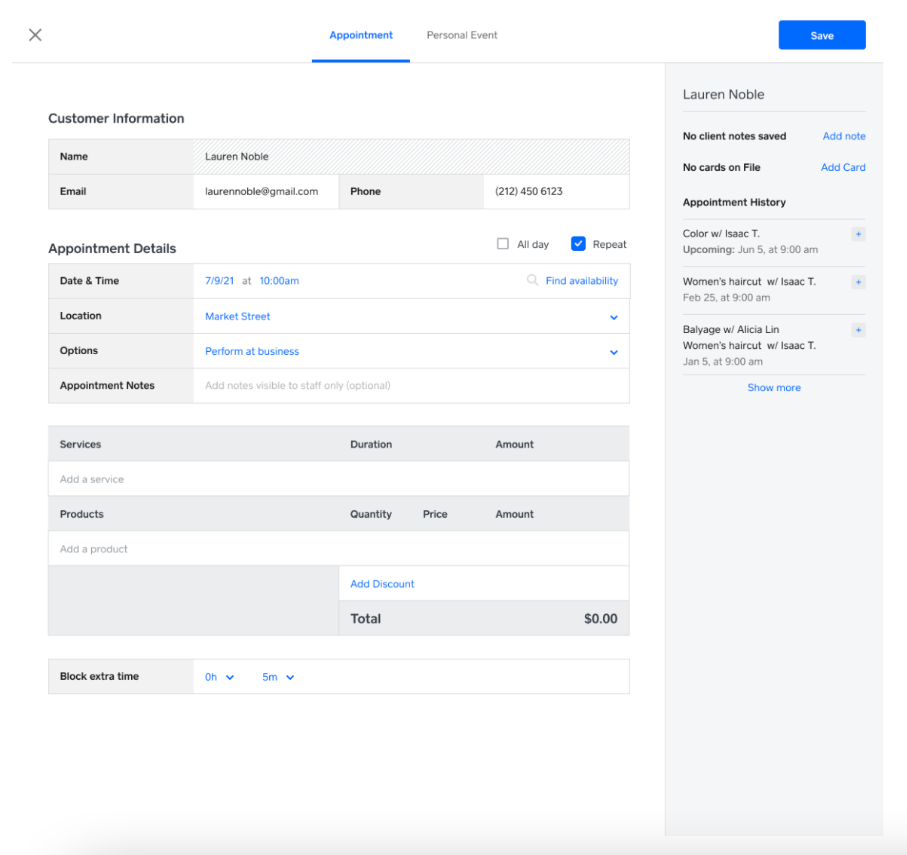 Appointment
Personal Event
Save
Customer Information
Name Lauren Noble
Email laurennoble@gmail.com Phone (212) 450 6123
Appointment Details
All day Repeat
Date & Time 7/9/21 at 10:00am Find availability
Location Market Street
Options Perform at business
Appointment Notes Add notes visible to staff only (optional)
Services Duration Amount
Add a service
Products Quantity Price Amount
Add a product
Add Discount
Total $0.00
Block extra time 0h 5m
Lauren Noble
No client notes saved Add note
No cards on File Add Card
Appointment History
Color w/ Isaac T. +
Upcoming: Jun 5, at 9:00 am
Women's haircut w/ Isaac T. +
Feb 25, at 9:00 am
Balyage w/ Alicia Lin +
Women's haircut w/ Isaac T.
Jan 5, at 9:00 am
Show more